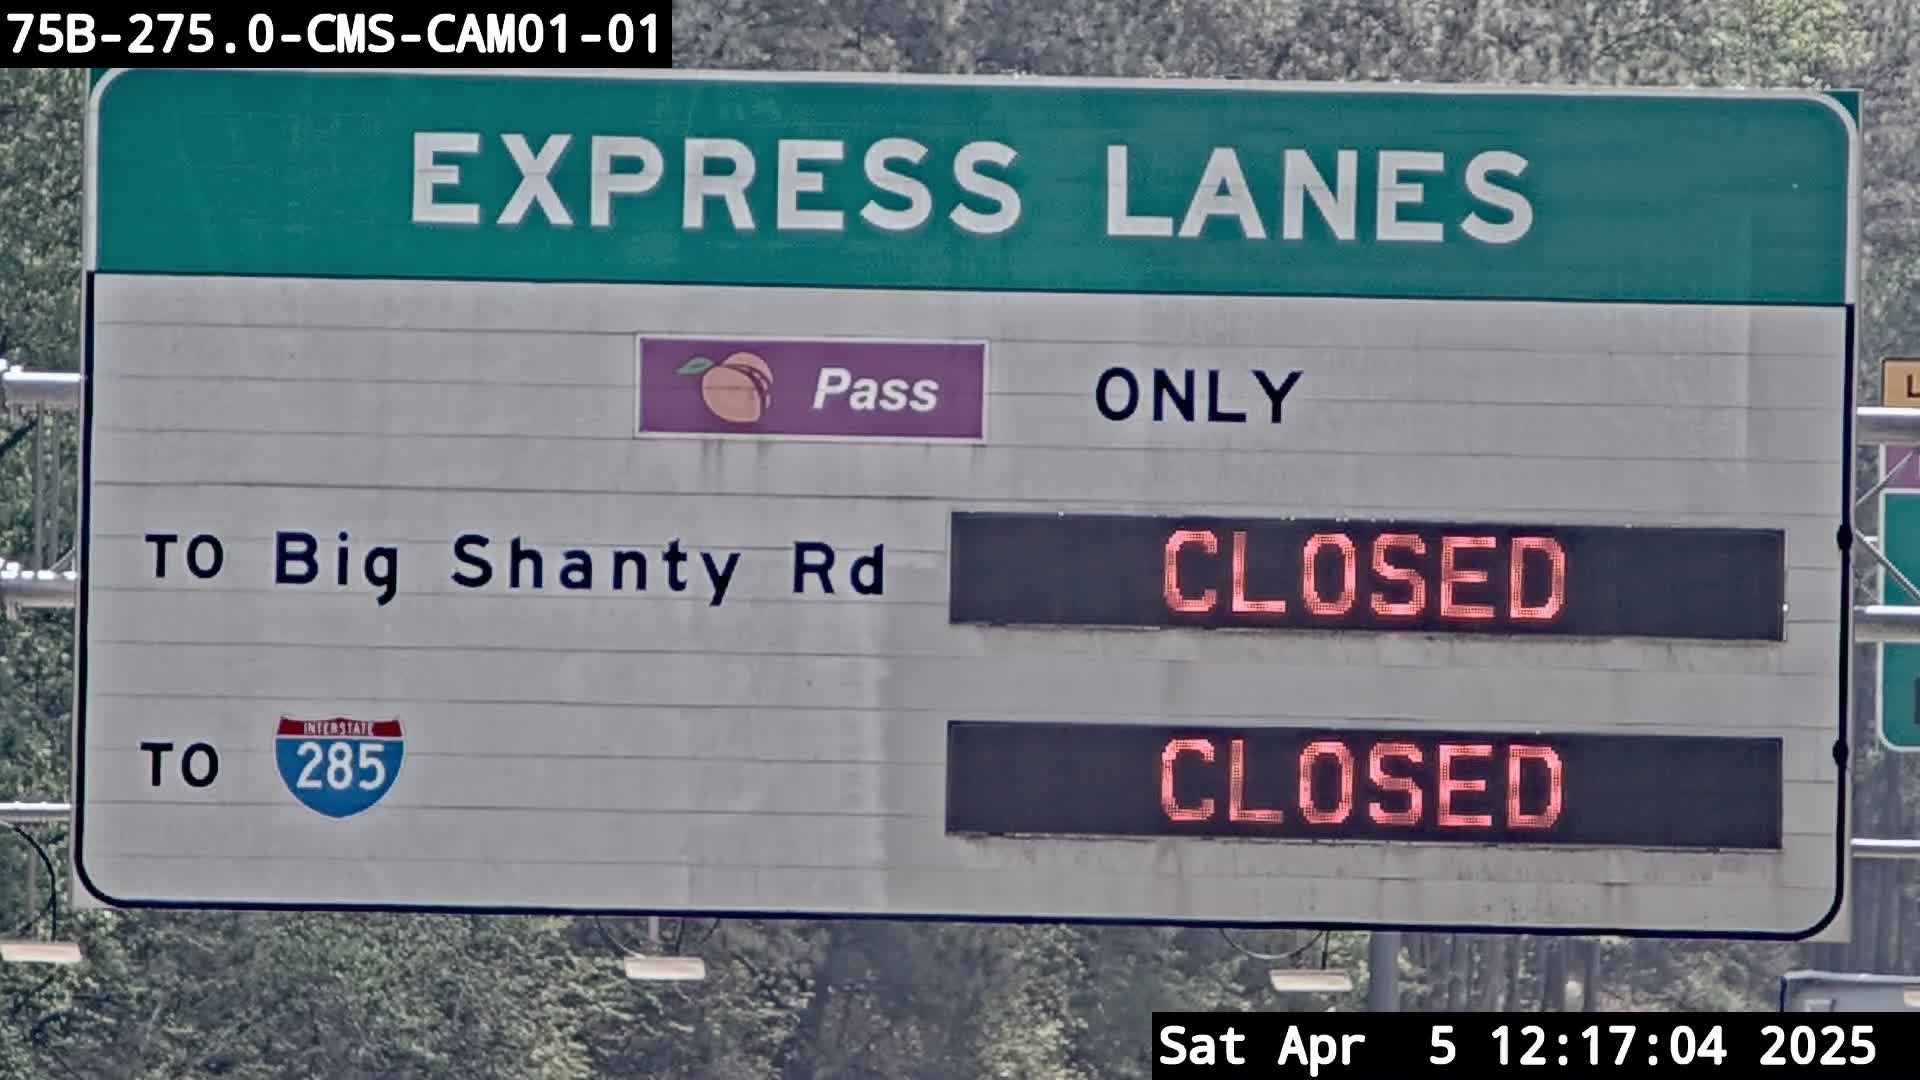 75B-275.0-CMS-CAM01-01
EXPRESS LANES
Pass ONLY
TO Big Shanty Rd CLOSED
TO INTERSTATE 285 CLOSED
Sat Apr 5 12:17:04 2025